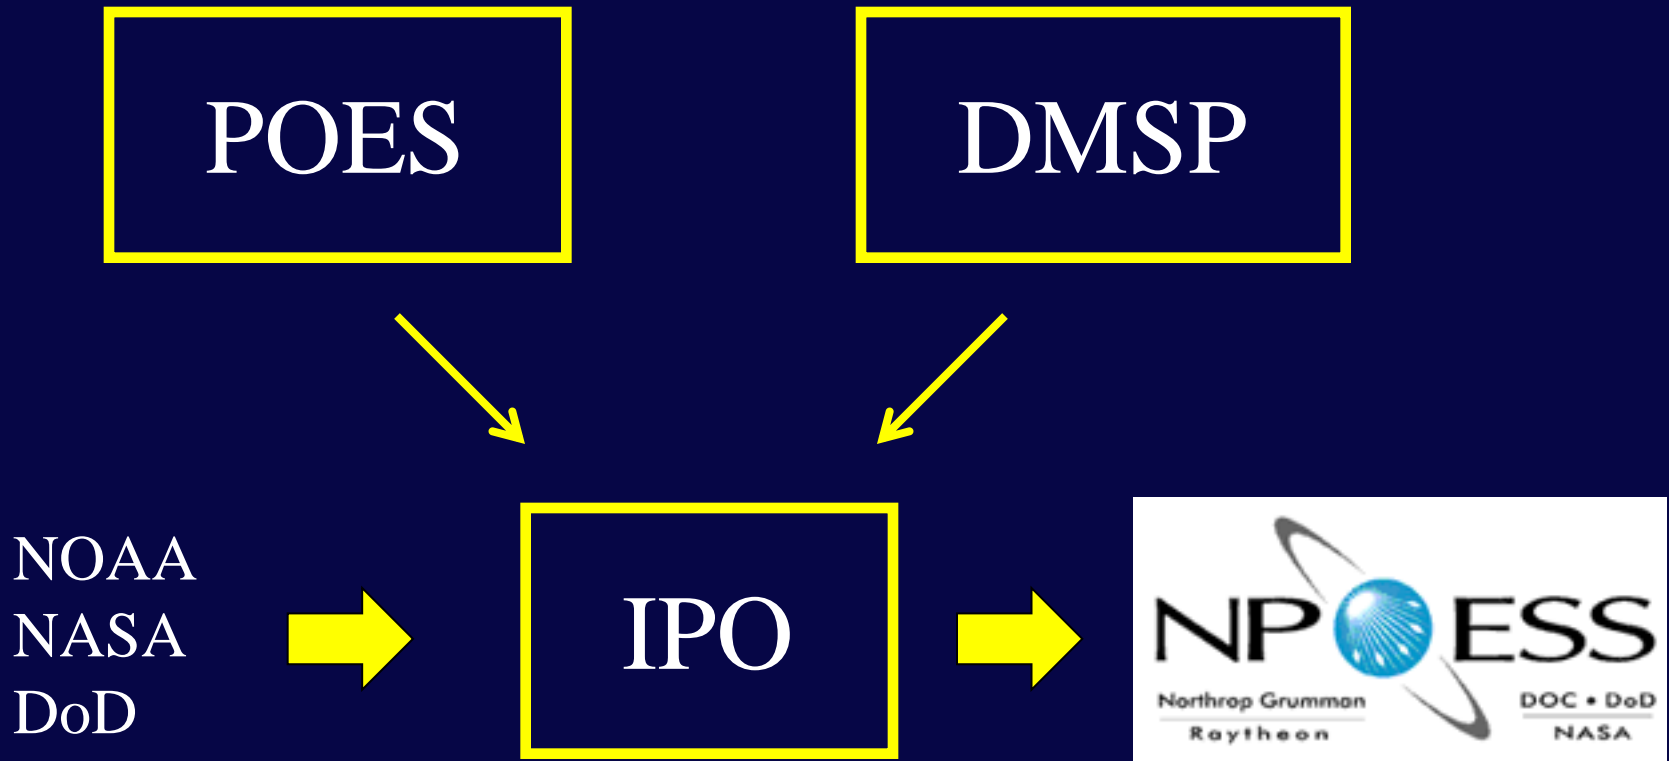 POES
DMSP
NOAA
NASA
DoD
IPO
NPOESS
Northrop Grumman
Raytheon
DOC • DoD
NASA